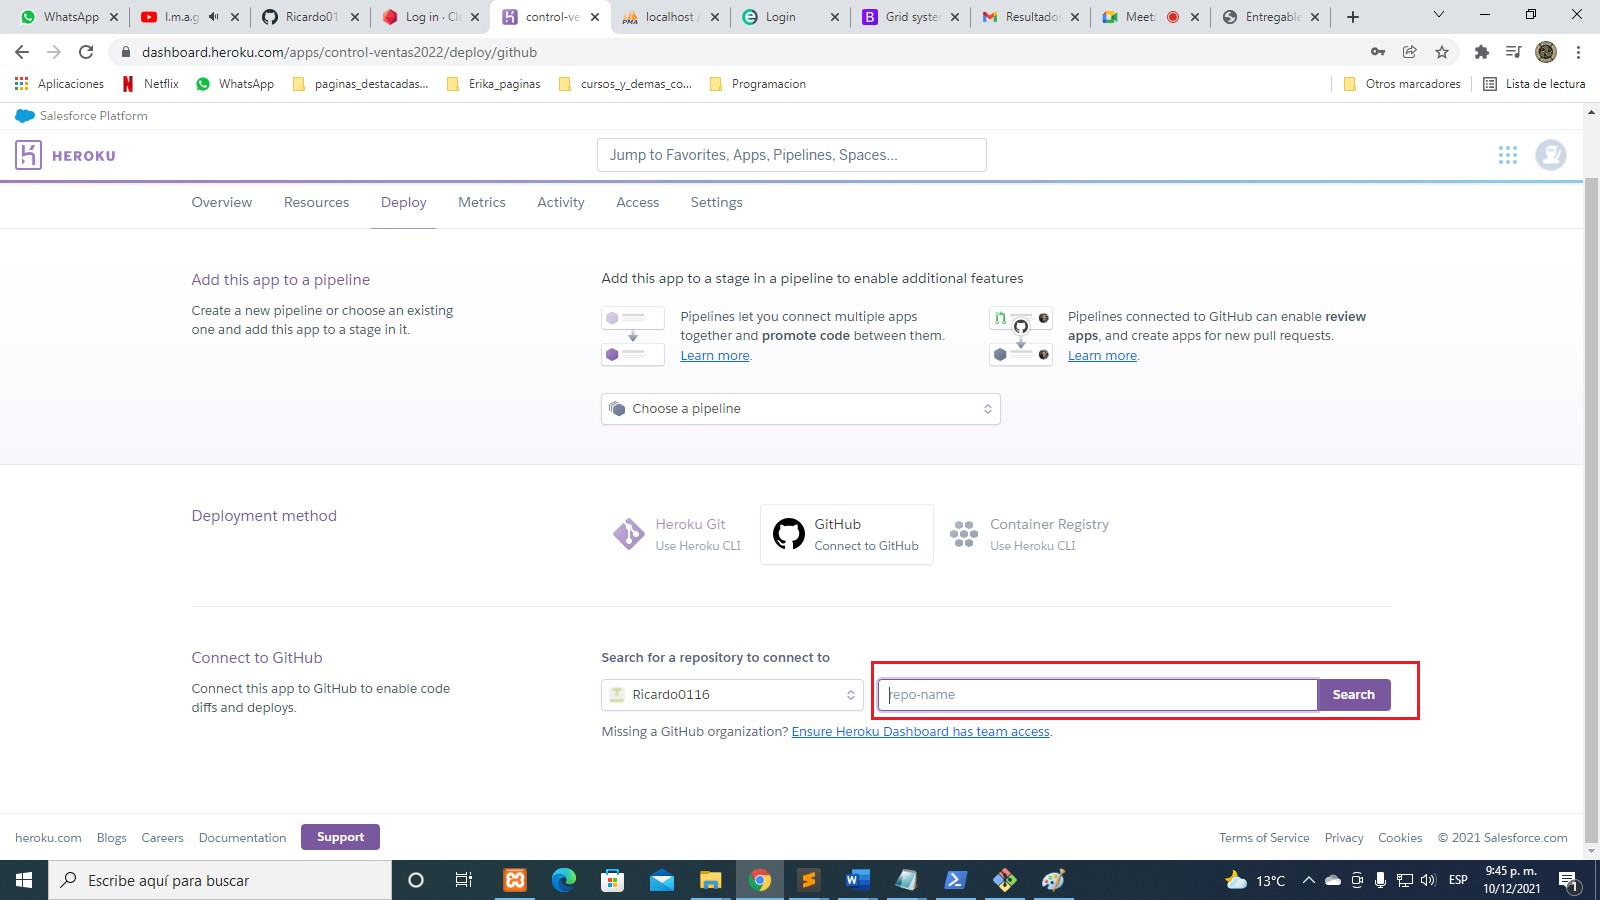 WhatsApp
I.m.a.g
Ricardo01
Log in · Cl
control-ve
localhost /
Login
Grid syste
Resultados
Meet:
Entregable
dashboard.heroku.com/apps/control-ventas2022/deploy/github
Aplicaciones Netflix WhatsApp paginas_destacadas... Erika_paginas cursos_y_demas_co... Programacion Otros marcadores Lista de lectura
Salesforce Platform
HEROKU
Jump to Favorites, Apps, Pipelines, Spaces...
Overview Resources Deploy Metrics Activity Access Settings
Add this app to a pipeline
Create a new pipeline or choose an existing
one and add this app to a stage in it.
Add this app to a stage in a pipeline to enable additional features
Pipelines let you connect multiple apps
together and promote code between them.
Learn more.
Pipelines connected to GitHub can enable review
apps, and create apps for new pull requests.
Learn more.
Choose a pipeline
Deployment method
Heroku Git
Use Heroku CLI
GitHub
Connect to GitHub
Container Registry
Use Heroku CLI
Connect to GitHub
Connect this app to GitHub to enable code
diffs and deploys.
Search for a repository to connect to
Ricardo0116
repo-name
Search
Missing a GitHub organization? Ensure Heroku Dashboard has team access.
heroku.com Blogs Careers Documentation Support
Terms of Service Privacy Cookies © 2021 Salesforce.com
Escribe aquí para buscar
13°C
ESP
9:45 p. m.
10/12/2021
1